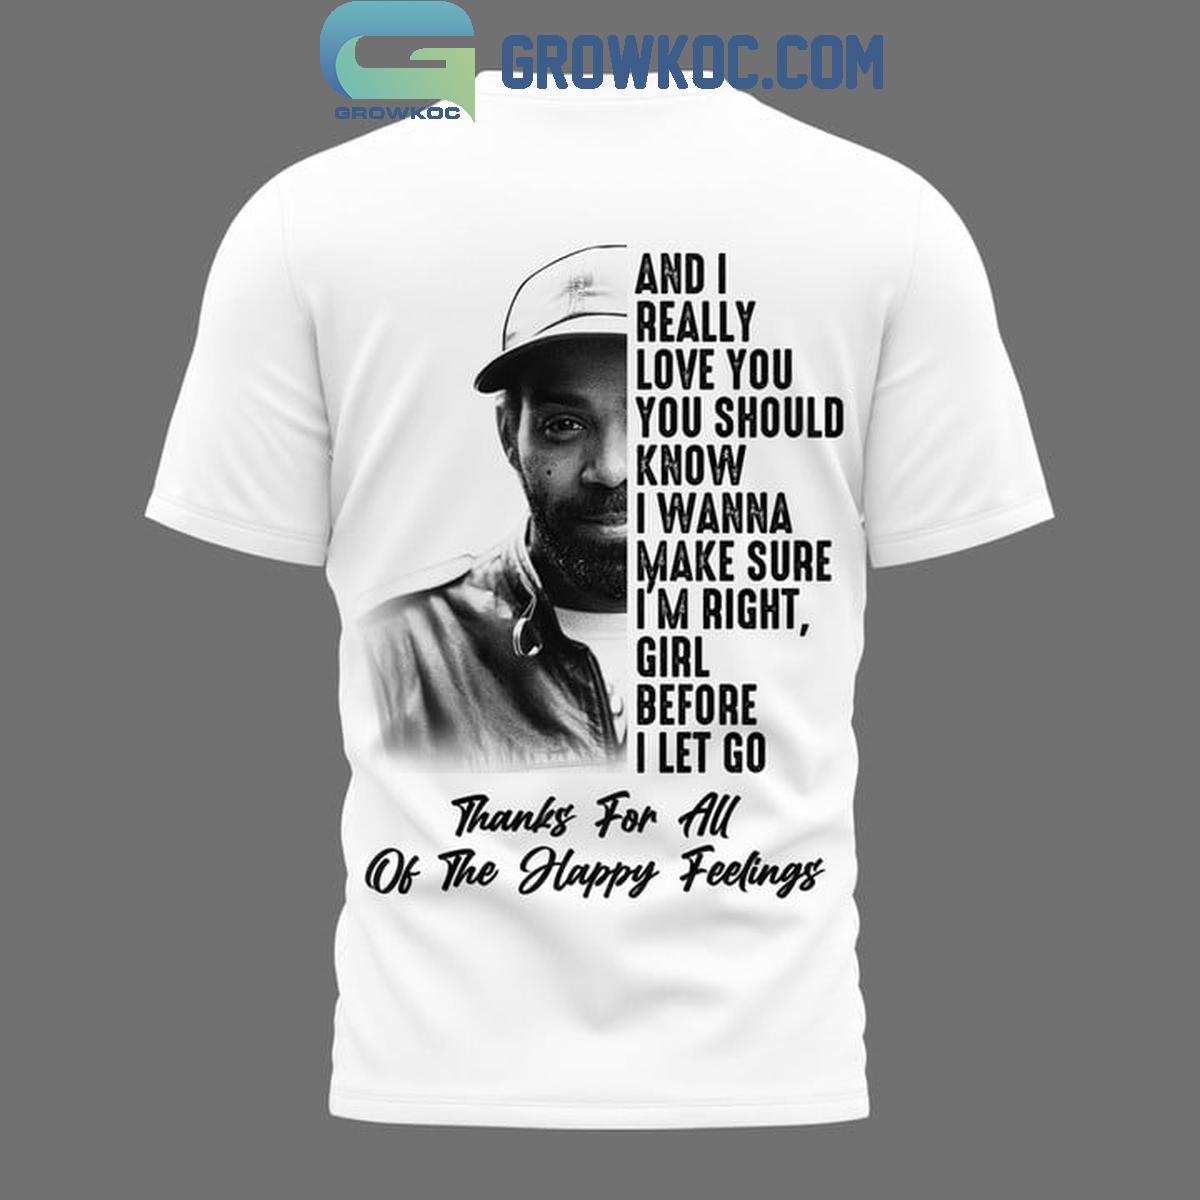 GROWKOC.COM
GROWKOC
AND I
REALLY
LOVE YOU
YOU SHOULD
KNOW
I WANNA
MAKE SURE
I'M RIGHT,
GIRL
BEFORE
I LET GO
Thanks For All
Of The Happy Feelings